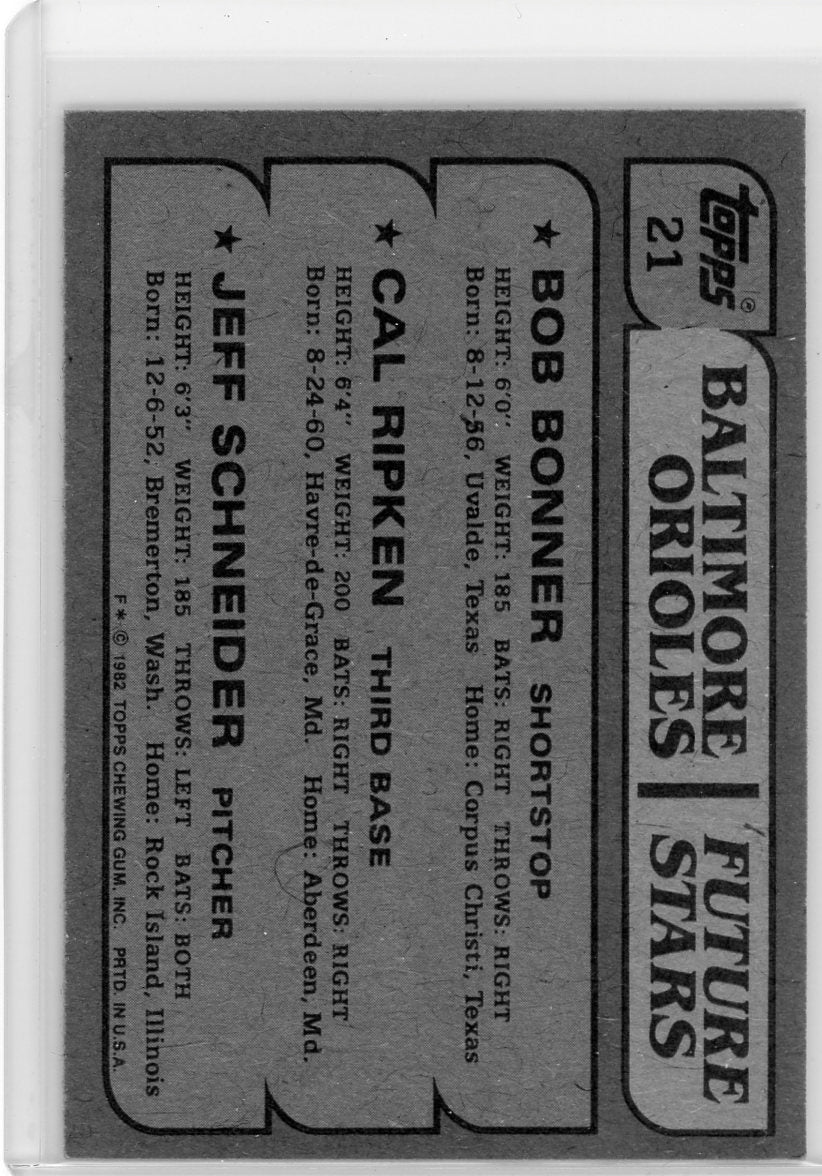 topps®
21
BALTIMORE
ORIOLES
FUTURE
STARS
★ BOB BONNER SHORTSTOP
HEIGHT: 6'0" WEIGHT: 185 BATS: RIGHT THROWS: RIGHT
Born: 8-12-56, Uvalde, Texas Home: Corpus Christi, Texas
★ CAL RIPKEN THIRD BASE
HEIGHT: 6'4" WEIGHT: 200 BATS: RIGHT THROWS: RIGHT
Born: 8-24-60, Havre-de-Grace, Md. Home: Aberdeen, Md.
★ JEFF SCHNEIDER PITCHER
HEIGHT: 6'3" WEIGHT: 185 THROWS: LEFT BATS: BOTH
Born: 12-6-52, Bremerton, Wash. Home: Rock Island, Illinois
F* © 1982 TOPPS CHEWING GUM, INC. PRTD. IN U.S.A.